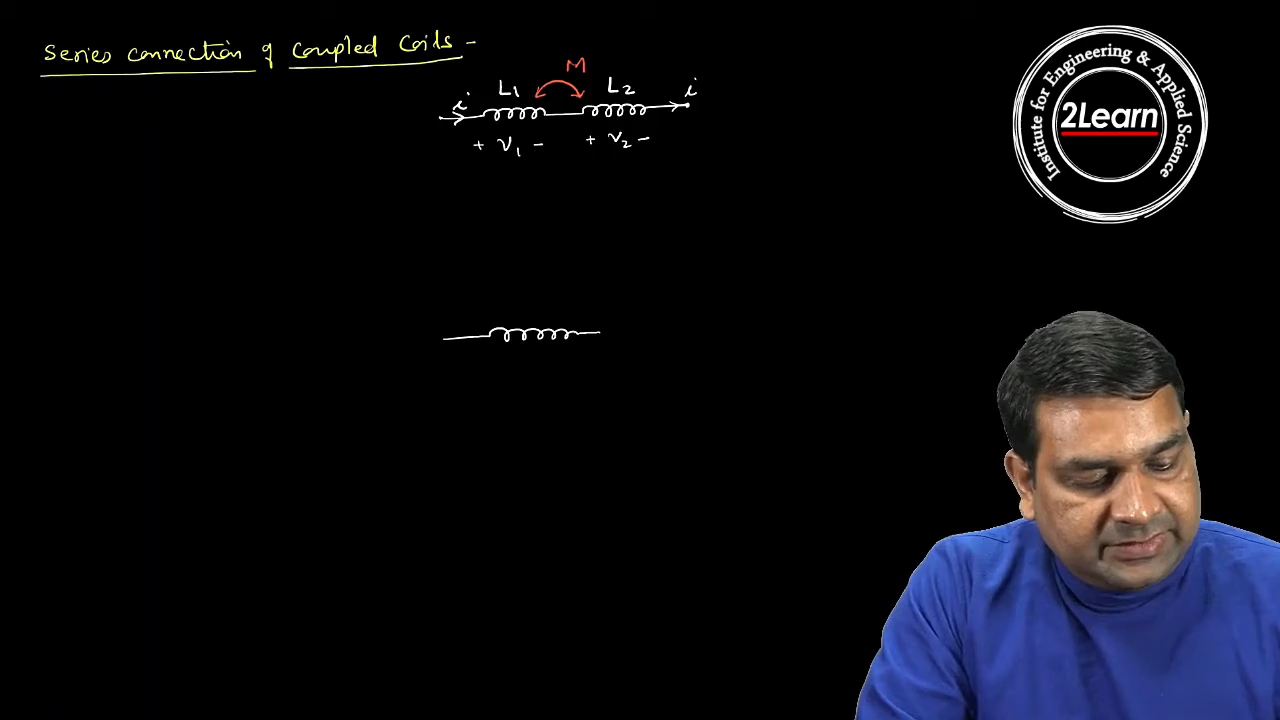 Series connection of Coupled Coils -
M
L1 L2
i i
+ v1 - + v2 -
Institute for Engineering & Applied Science
2Learn